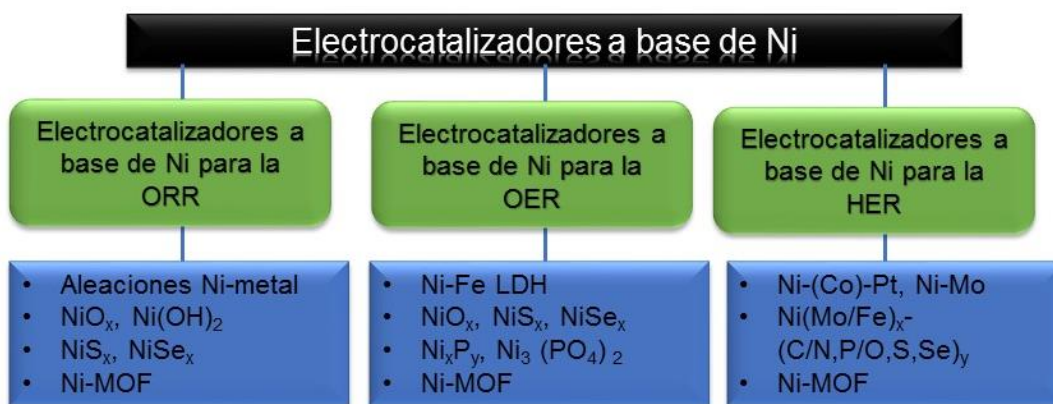 Electrocatalizadores a base de Ni
Electrocatalizadores a
base de Ni para la
ORR
Electrocatalizadores a
base de Ni para la
OER
Electrocatalizadores a
base de Ni para la
HER
• Aleaciones Ni-metal
• NiOₓ, Ni(OH)₂
• NiSₓ, NiSeₓ
• Ni-MOF
• Ni-Fe LDH
• NiOₓ, NiSₓ, NiSeₓ
• NiₓPᵧ, Ni₃ (PO₄) ₂
• Ni-MOF
• Ni-(Co)-Pt, Ni-Mo
• Ni(Mo/Fe)ₓ-
(C/N,P/O,S,Se)ᵧ
• Ni-MOF